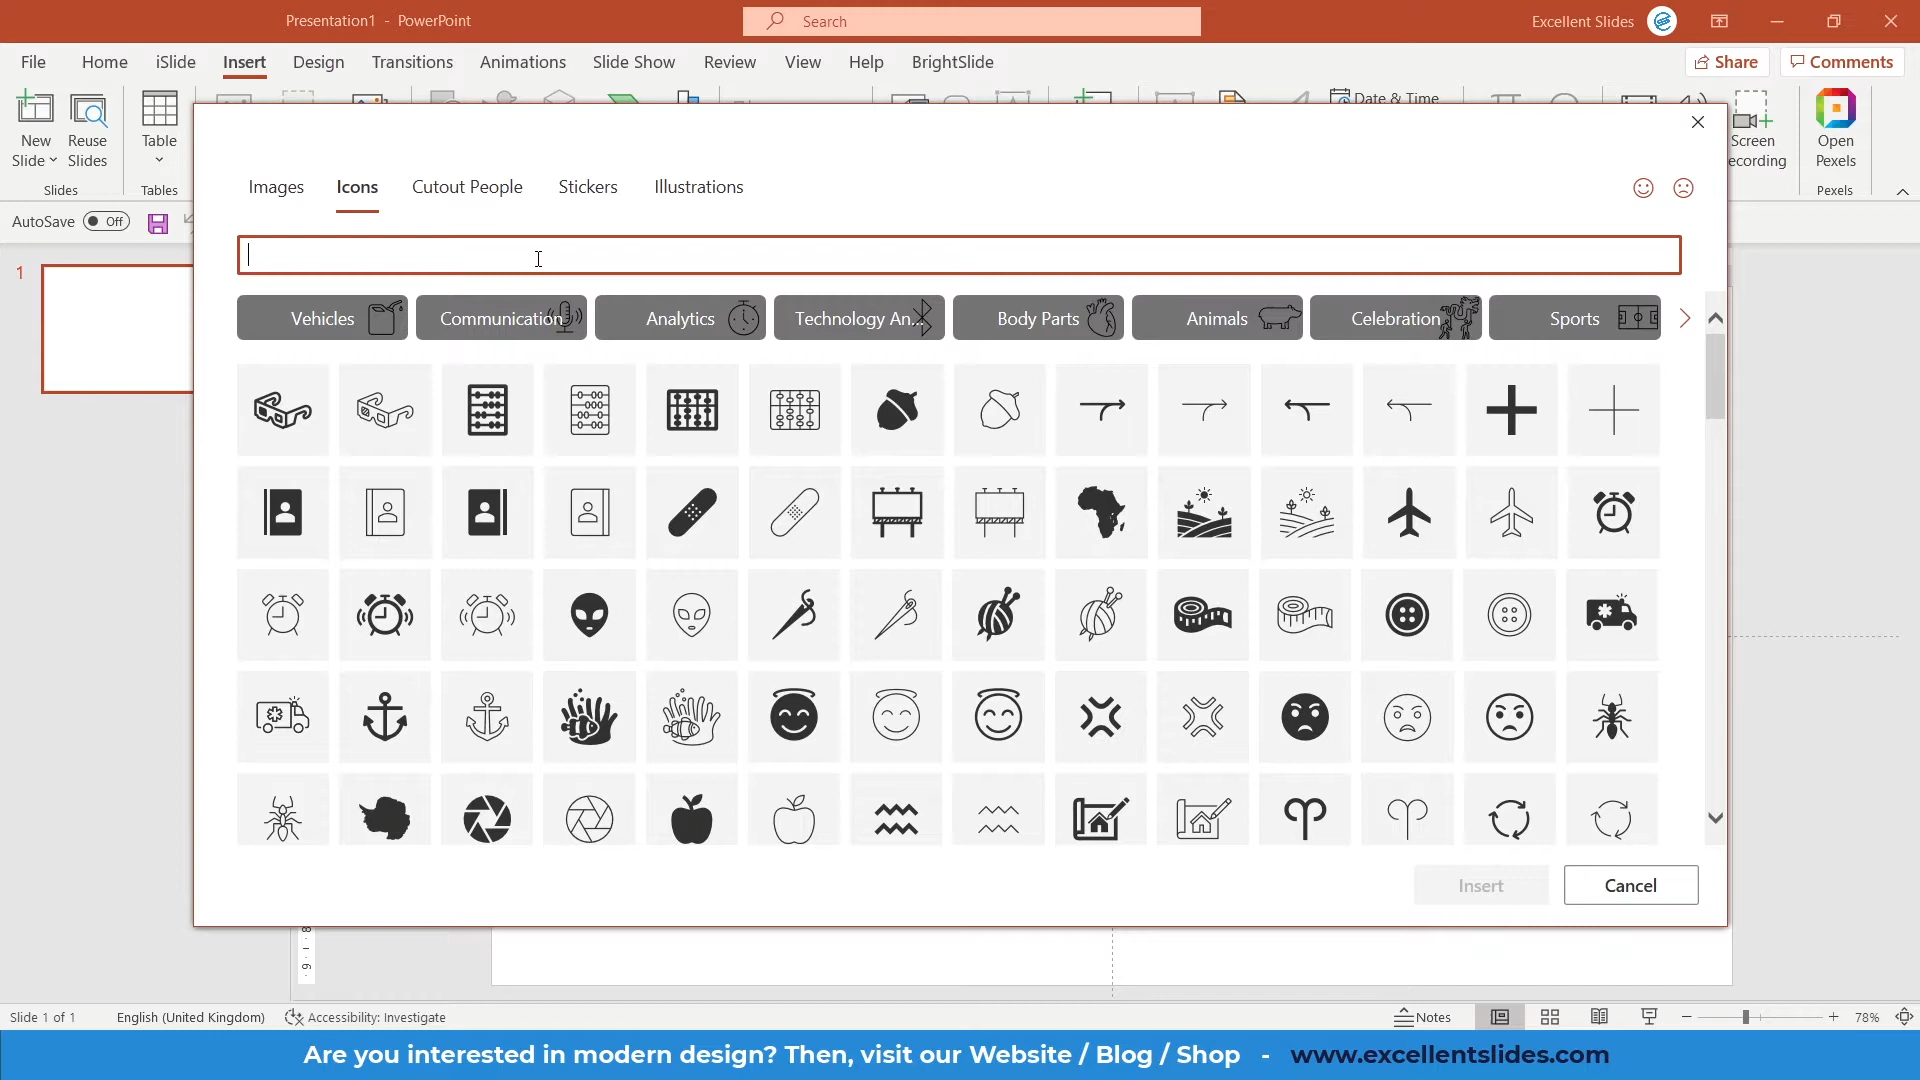 Presentation1 - PowerPoint
Search
Excellent Slides
File Home iSlide Insert Design Transitions Animations Slide Show Review View Help BrightSlide
Share
Comments
Date & Time
New
Slide
Reuse
Slides
Table
Screen
ecording
Open
Pexels
Slides
Tables
Pexels
AutoSave Off
Images Icons Cutout People Stickers Illustrations
1
Vehicles Communication Analytics Technology An... Body Parts Animals Celebration Sports
Insert Cancel
8
9
Slide 1 of 1 English (United Kingdom) Accessibility: Investigate
Notes
78%
Are you interested in modern design? Then, visit our Website / Blog / Shop - www.excellentslides.com